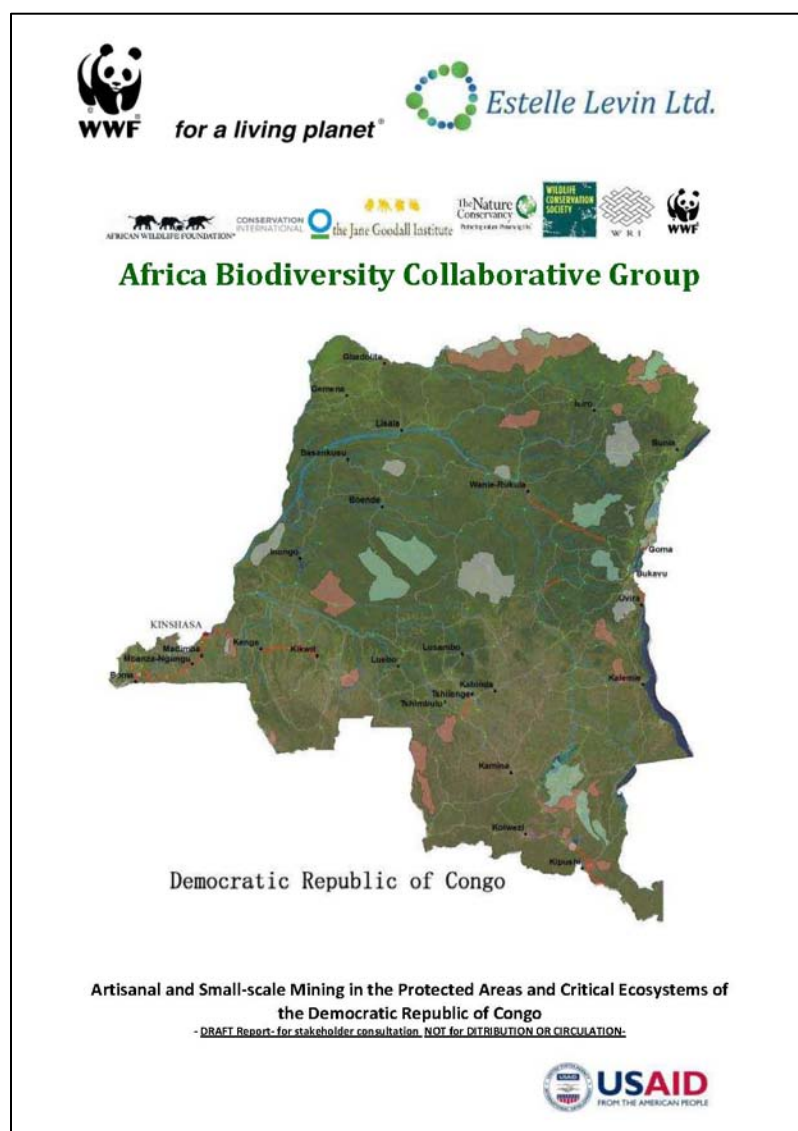 WWF
for a living planet®
Estelle Levin Ltd.
AFRICAN WILDLIFE FOUNDATION®
CONSERVATION
INTERNATIONAL
the Jane Goodall Institute
The Nature
Conservancy
WILDLIFE
CONSERVATION
SOCIETY
WRI
WWF
Africa Biodiversity Collaborative Group
Gemena
Lisala
Basankusu
Boende
Isiro
Bunia
Wanie-Rukula
Inongo
Goma
Bukavu
Uvira
KINSHASA
Madimba
Kenge
Kikwit
Mbanza-Ngungu
Boma
Luebo
Lusambo
Kabinda
Tshilenge
Tshimbulu
Kalemie
Kamina
Kolwezi
Kipushi
Democratic Republic of Congo
Artisanal and Small-scale Mining in the Protected Areas and Critical Ecosystems of
the Democratic Republic of Congo
- DRAFT Report- for stakeholder consultation NOT for DITRIBUTION OR CIRCULATION-
USAID
FROM THE AMERICAN PEOPLE